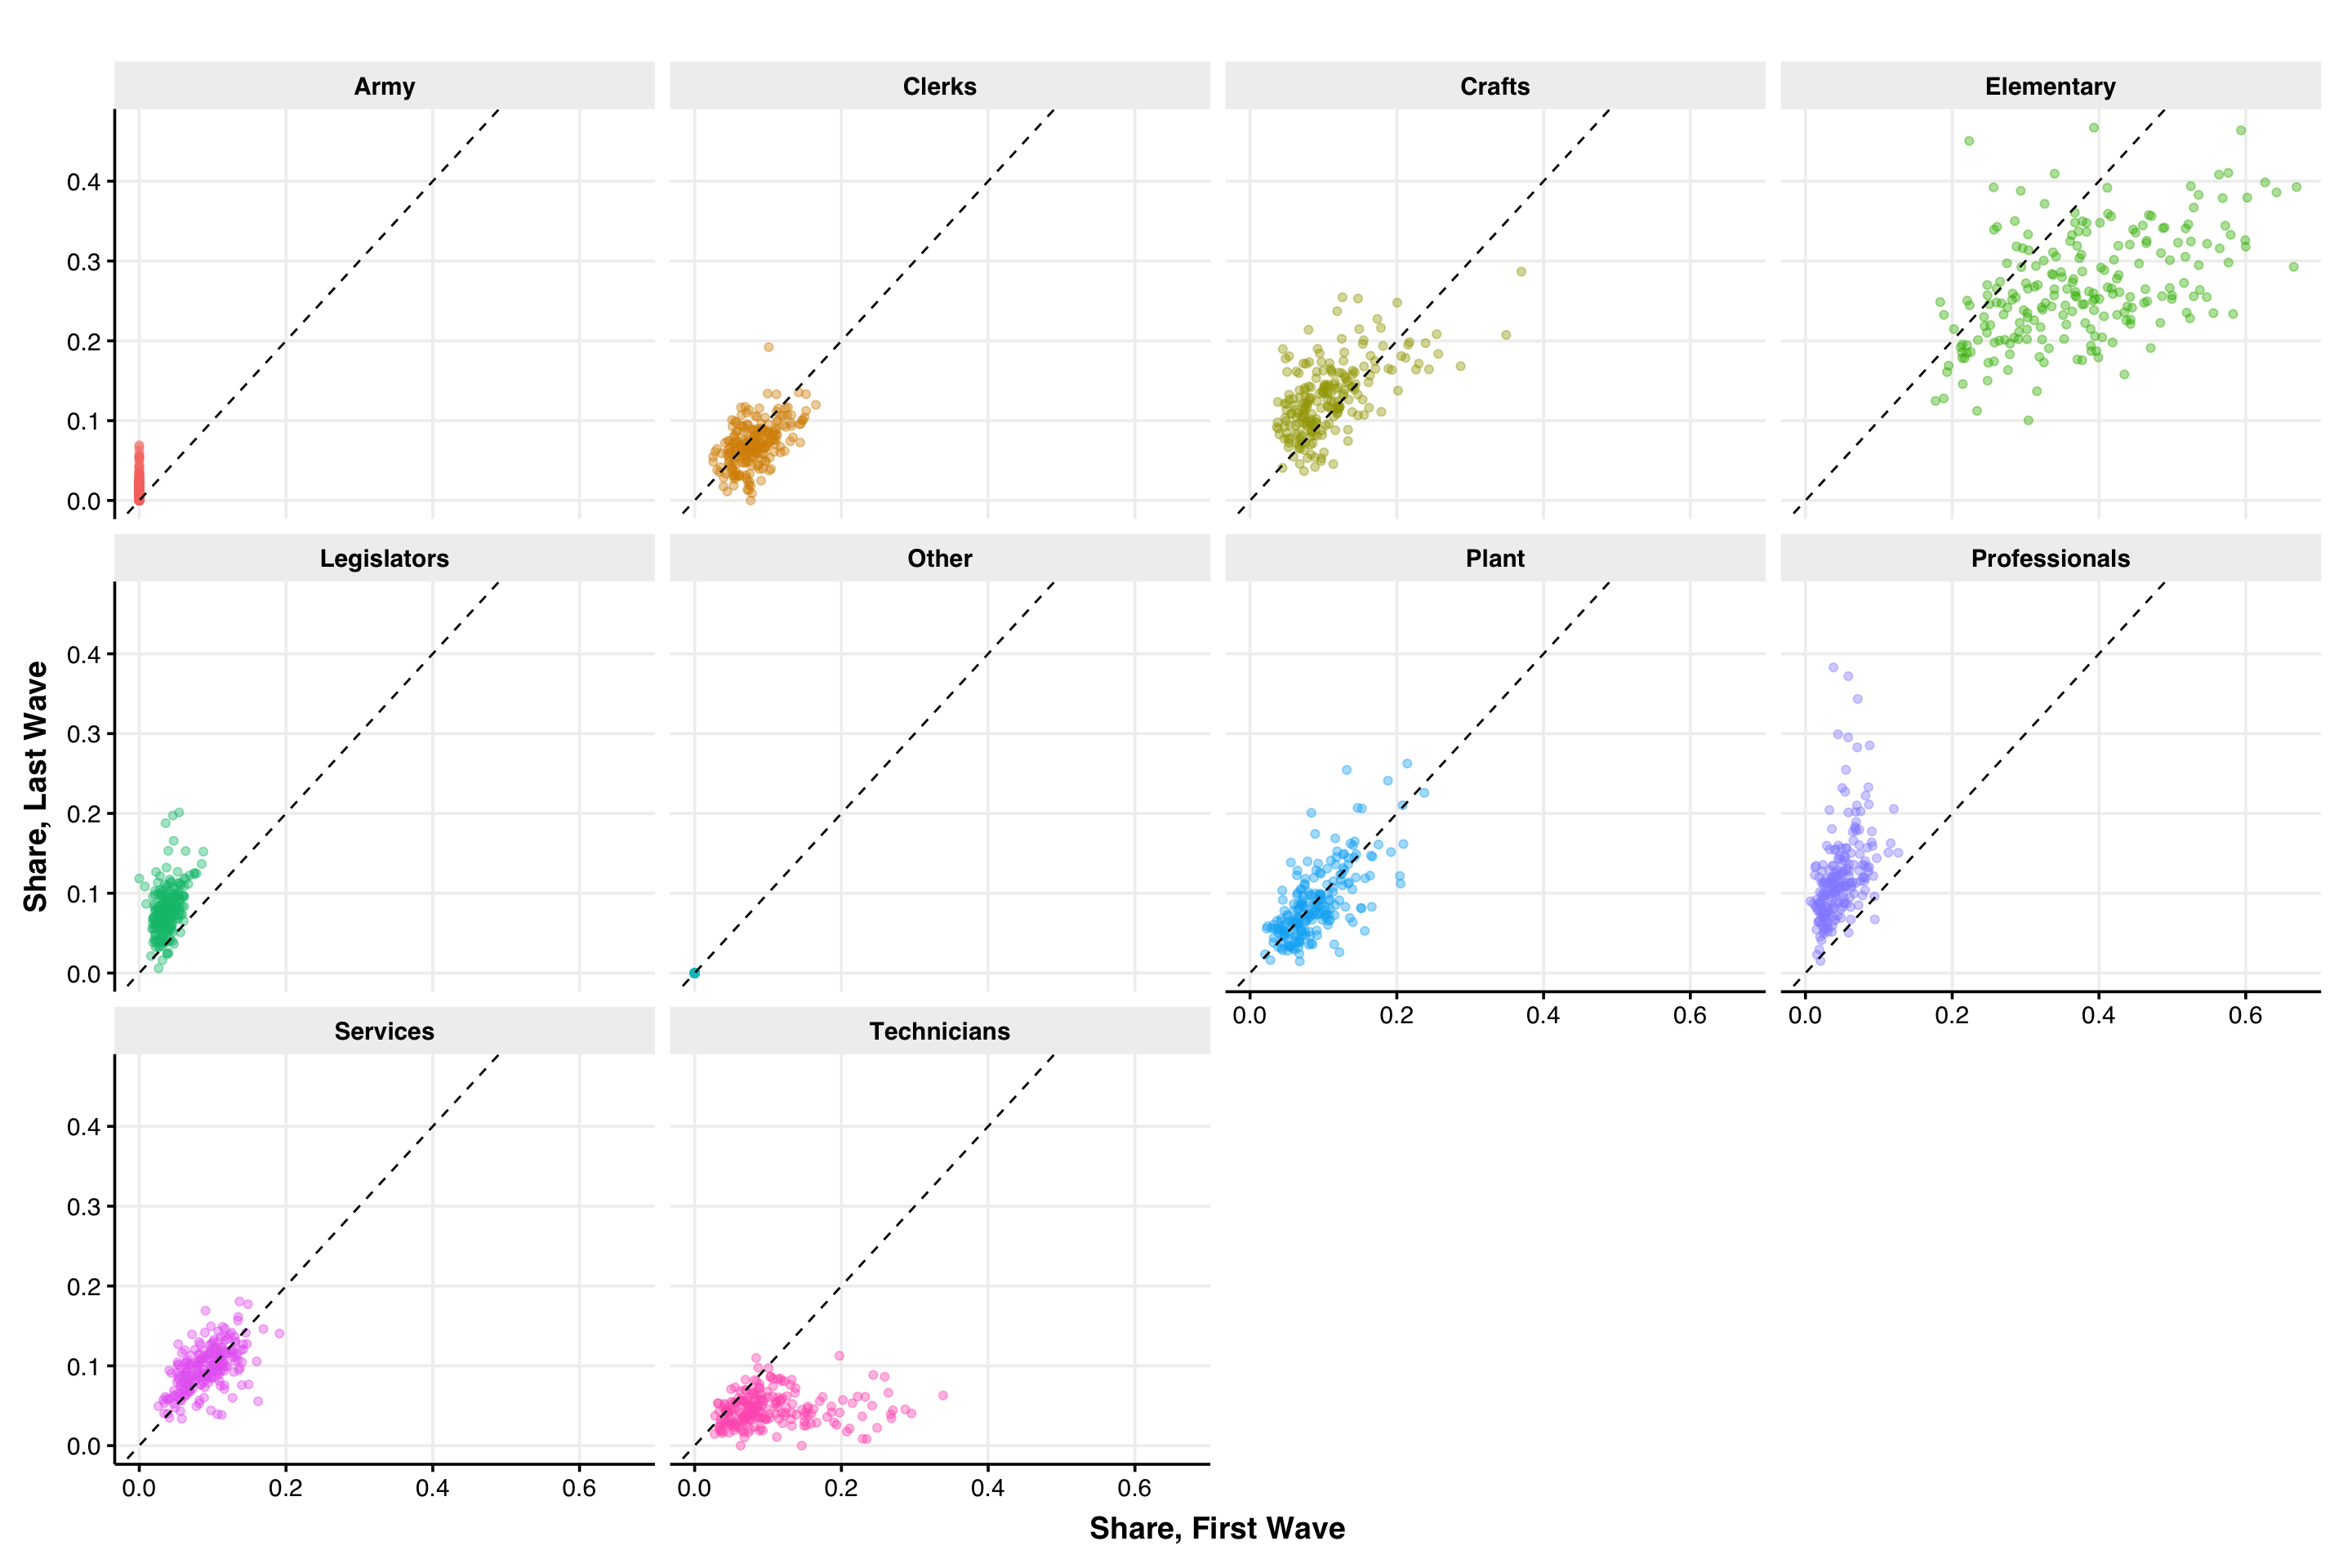 Army Clerks Crafts Elementary
0.4
0.3
0.2
0.1
0.0
Legislators Other Plant Professionals
0.4
0.3
0.2
0.1
0.0
0.0 0.2 0.4 0.6 0.0 0.2 0.4 0.6
Services Technicians
0.4
0.3
0.2
0.1
0.0
0.0 0.2 0.4 0.6 0.0 0.2 0.4 0.6
Share, Last Wave
Share, First Wave